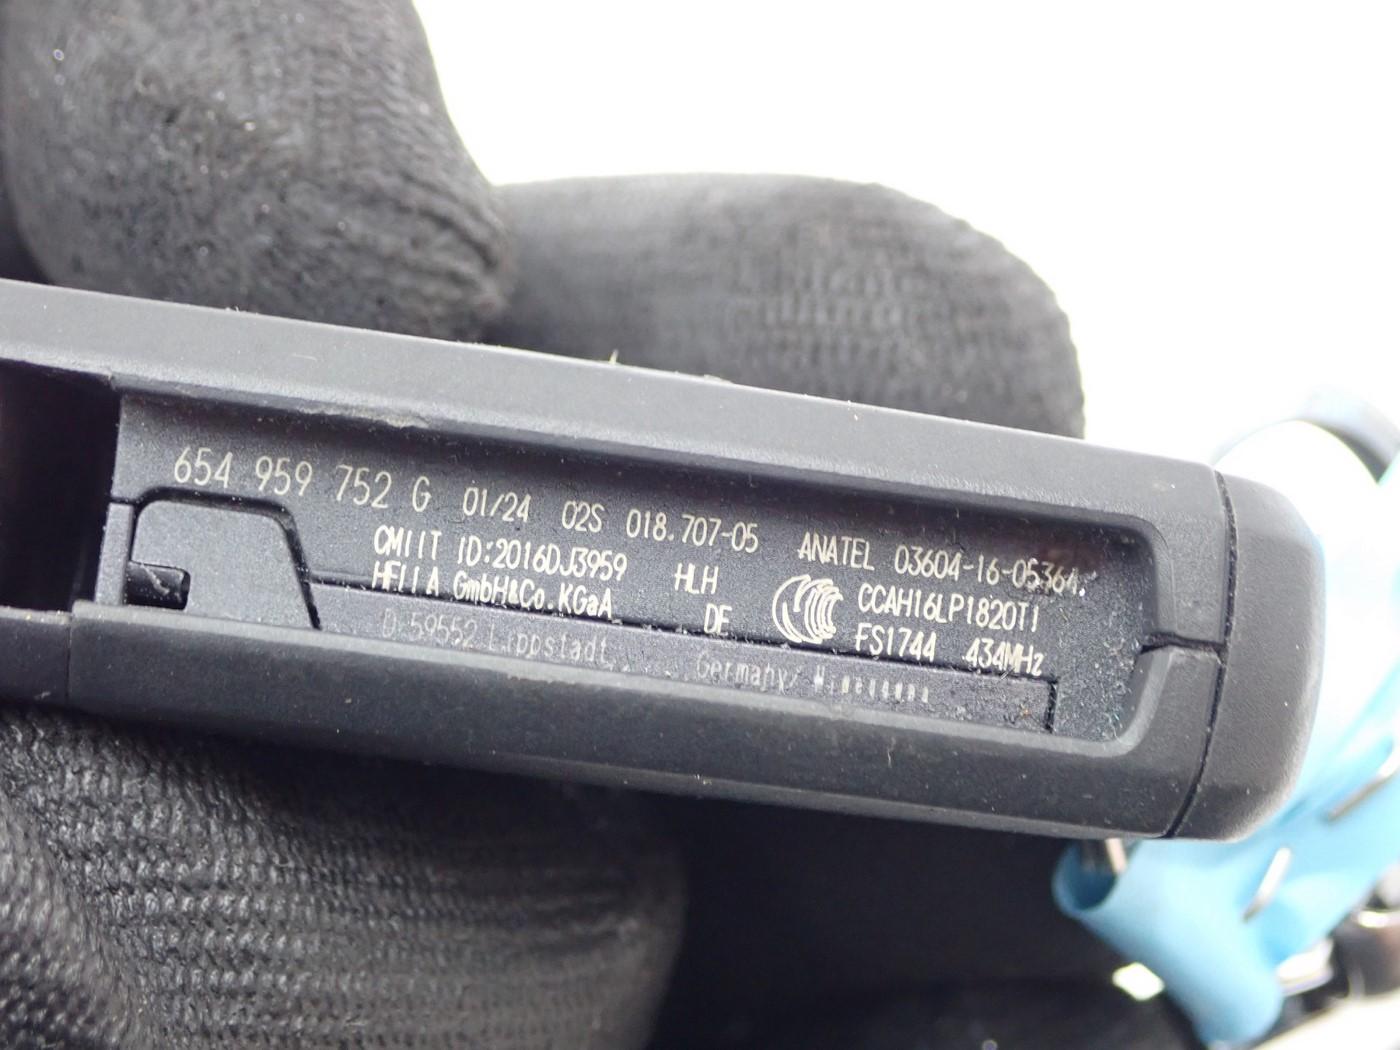 654 959 752 G 01/24 02S 018.707-05 ANATEL 03604-16-05364
CMIIT ID:2016DJ3959 HLH CCAH16LP1820T1
HELLA GmbH&Co.KGaA DE FS1744 434MHz
D-59552 Lippstadt Germany/